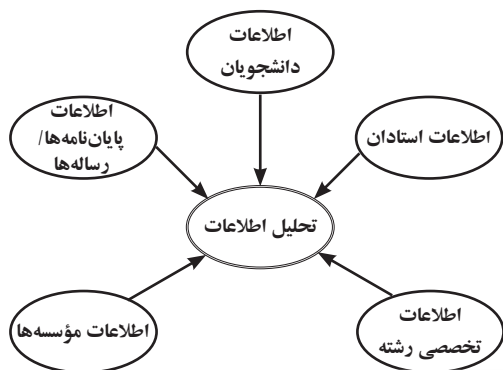 اطلاعات
دانشجویان
اطلاعات استادان
اطلاعات
پایان‌نامه‌ها/
رساله‌ها
تحلیل اطلاعات
اطلاعات
تخصصی رشته
اطلاعات مؤسسه‌ها